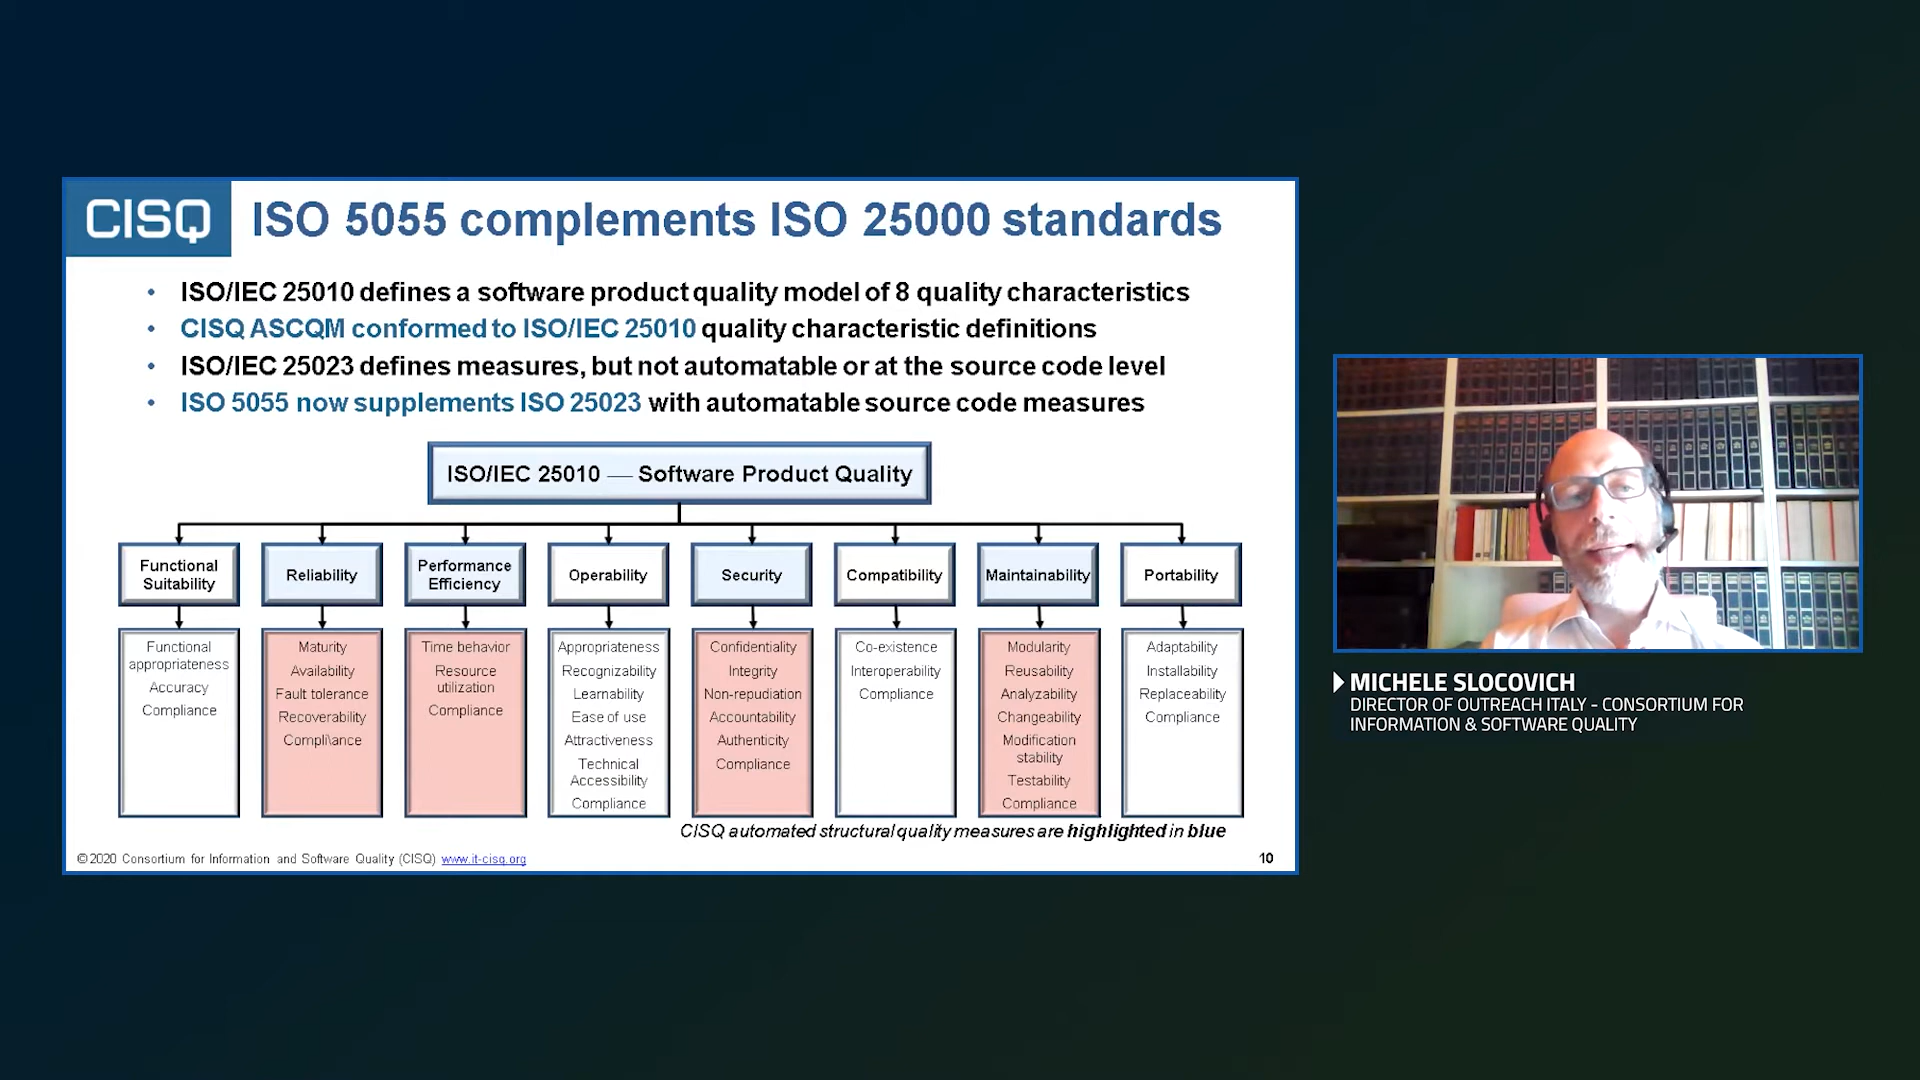 CISQ
ISO 5055 complements ISO 25000 standards
• ISO/IEC 25010 defines a software product quality model of 8 quality characteristics
• CISQ ASCQM conformed to ISO/IEC 25010 quality characteristic definitions
• ISO/IEC 25023 defines measures, but not automatable or at the source code level
• ISO 5055 now supplements ISO 25023 with automatable source code measures
ISO/IEC 25010 — Software Product Quality
Functional
Suitability
Functional
appropriateness
Accuracy
Compliance
Reliability
Maturity
Availability
Fault tolerance
Recoverability
Compli\ance
Performance
Efficiency
Time behavior
Resource
utilization
Compliance
Operability
Appropriateness
Recognizability
Learnability
Ease of use
Attractiveness
Technical
Accessibility
Compliance
Security
Confidentiality
Integrity
Non-repudiation
Accountability
Authenticity
Compliance
Compatibility
Co-existence
Interoperability
Compliance
Maintainability
Modularity
Reusability
Analyzability
Changeability
Modification
stability
Testability
Compliance
Portability
Adaptability
Installability
Replaceability
Compliance
CISQ automated structural quality measures are highlighted in blue
© 2020 Consortium for Information and Software Quality (CISQ) www.it-cisq.org
10
MICHELE SLOCOVICH
DIRECTOR OF OUTREACH ITALY - CONSORTIUM FOR
INFORMATION & SOFTWARE QUALITY